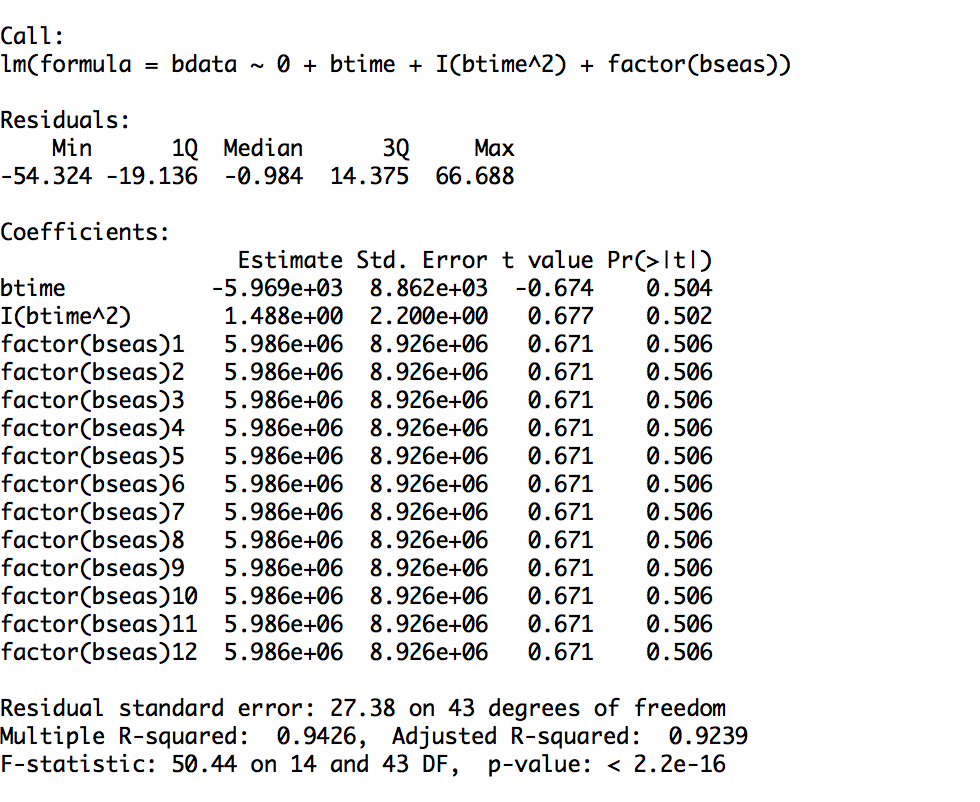 Call:
lm(formula = bdata ~ 0 + btime + I(btime^2) + factor(bseas))
Residuals:
    Min      1Q  Median      3Q     Max
-54.324 -19.136  -0.984  14.375  66.688
Coefficients:
                  Estimate Std. Error t value Pr(>|t|)
btime           -5.969e+03  8.862e+03  -0.674    0.504
I(btime^2)       1.488e+00  2.200e+00   0.677    0.502
factor(bseas)1   5.986e+06  8.926e+06   0.671    0.506
factor(bseas)2   5.986e+06  8.926e+06   0.671    0.506
factor(bseas)3   5.986e+06  8.926e+06   0.671    0.506
factor(bseas)4   5.986e+06  8.926e+06   0.671    0.506
factor(bseas)5   5.986e+06  8.926e+06   0.671    0.506
factor(bseas)6   5.986e+06  8.926e+06   0.671    0.506
factor(bseas)7   5.986e+06  8.926e+06   0.671    0.506
factor(bseas)8   5.986e+06  8.926e+06   0.671    0.506
factor(bseas)9   5.986e+06  8.926e+06   0.671    0.506
factor(bseas)10  5.986e+06  8.926e+06   0.671    0.506
factor(bseas)11  5.986e+06  8.926e+06   0.671    0.506
factor(bseas)12  5.986e+06  8.926e+06   0.671    0.506
Residual standard error: 27.38 on 43 degrees of freedom
Multiple R-squared:  0.9426,  Adjusted R-squared:  0.9239
F-statistic: 50.44 on 14 and 43 DF,  p-value: < 2.2e-16